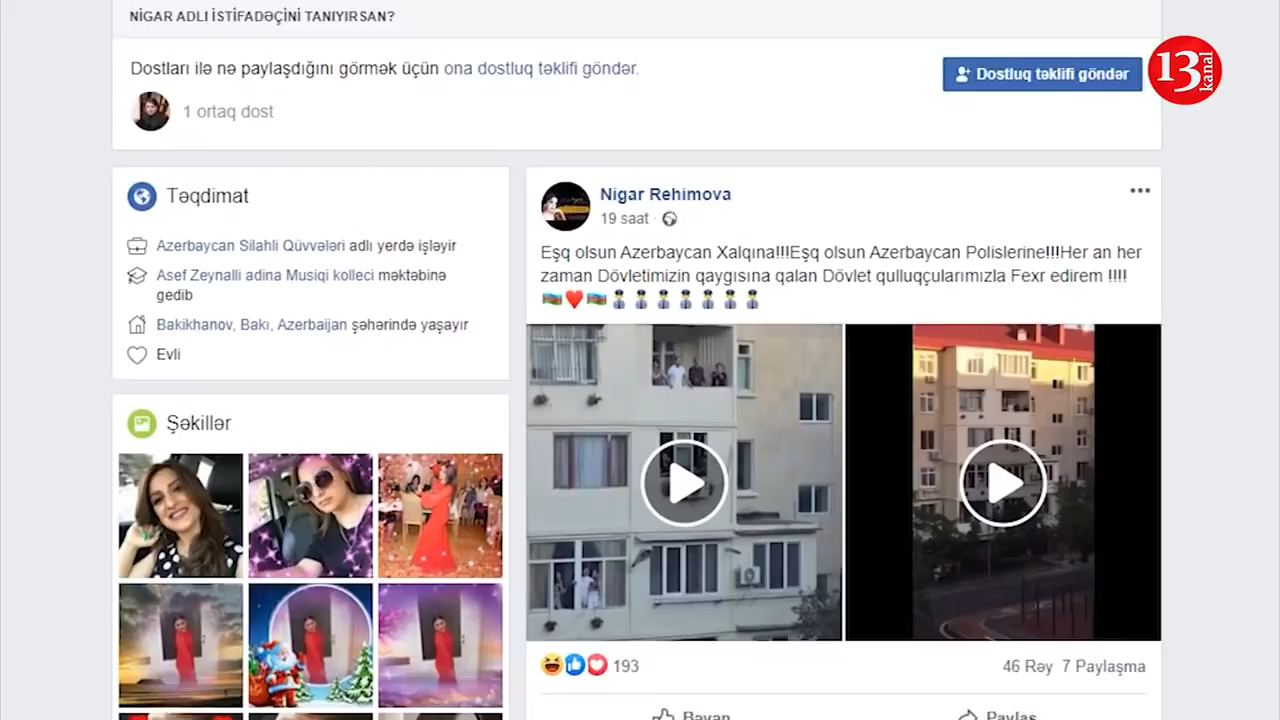 NİGAR ADLI İSTİFADƏÇİNİ TANIYIRSAN?
Dostları ilə nə paylaşdığını görmək üçün ona dostluq təklifi göndər.
Dostluq təklifi göndər
13 kanal
1 ortaq dost
Təqdimat
Azerbaycan Silahli Qüvvələri adlı yerdə işləyir
Asef Zeynalli adina Musiqi kolleci məktəbinə
gedib
Bakikhanov, Bakı, Azerbaijan şəhərində yaşayır
Evli
Şəkillər
Nigar Rehimova
19 saat ·
Eşq olsun Azerbaycan Xalqına!!!Eşq olsun Azerbaycan Polislerine!!!Her an her
zaman Dövletimizin qaygısına qalan Dövlet qulluqçularımızla Fexr edirem !!!!
🇦🇿❤️🇦🇿👮👮👮👮👮👮👮
193
46 Rəy 7 Paylaşma
Bəyən
Paylaş